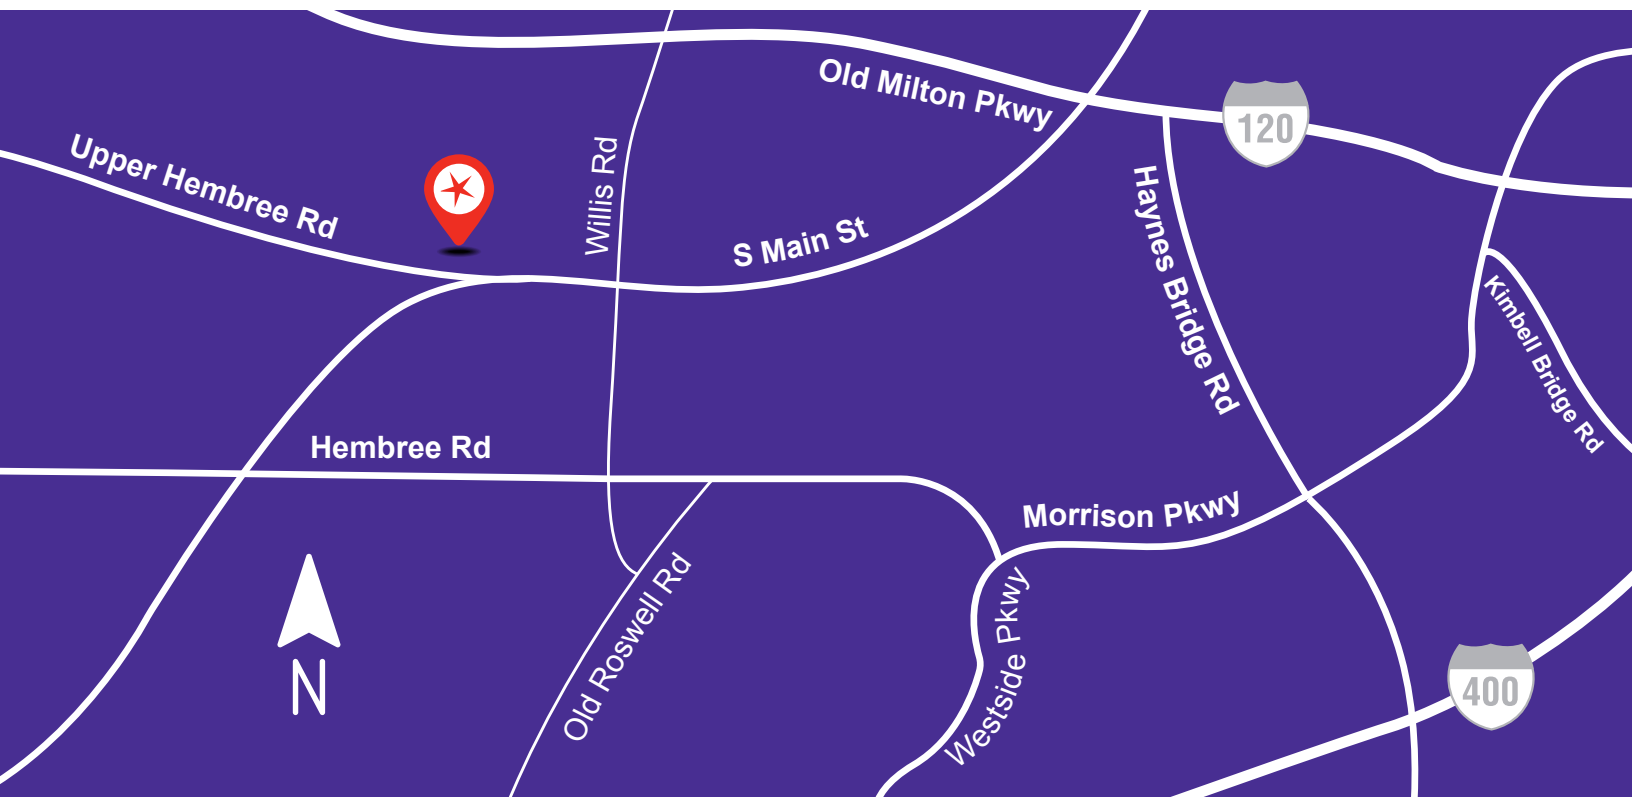 Old Milton Pkwy
120
Upper Hembree Rd
Willis Rd
S Main St
Haynes Bridge Rd
Kimbell Bridge Rd
Hembree Rd
Morrison Pkwy
Westside Pkwy
Old Roswell Rd
N
400